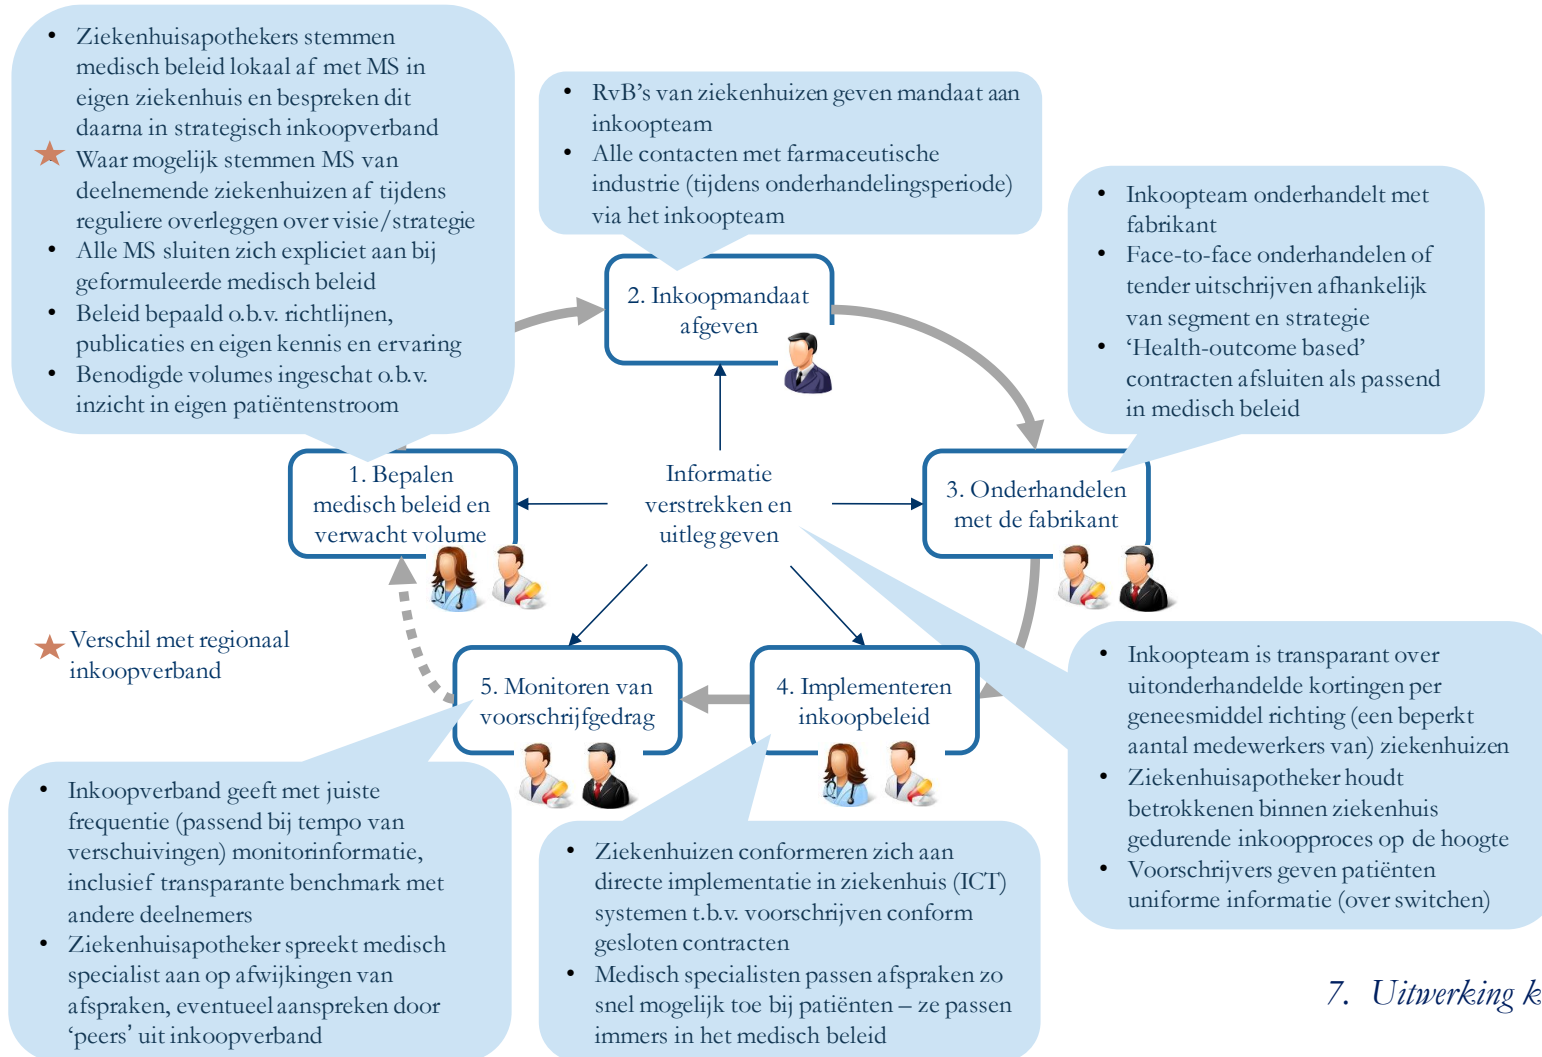 • Ziekenhuisapothekers stemmen
medisch beleid lokaal af met MS in
eigen ziekenhuis en bespreken dit
daarna in strategisch inkoopverband
Waar mogelijk stemmen MS van
deelnemende ziekenhuizen af tijdens
reguliere overleggen over visie/strategie
• Alle MS sluiten zich expliciet aan bij
geformuleerde medisch beleid
• Beleid bepaald o.b.v. richtlijnen,
publicaties en eigen kennis en ervaring
• Benodigde volumes ingeschat o.b.v.
inzicht in eigen patiëntenstroom
• RvB's van ziekenhuizen geven mandaat aan
inkoopteam
• Alle contacten met farmaceutische
industrie (tijdens onderhandelingsperiode)
via het inkoopteam
• Inkoopteam onderhandelt met
fabrikant
• Face-to-face onderhandelen of
tender uitschrijven afhankelijk
van segment en strategie
• 'Health-outcome based'
contracten afsluiten als passend
in medisch beleid
2. Inkoopmandaat
afgeven
1. Bepalen
medisch beleid en
verwacht volume
Informatie
verstrekken en
uitleg geven
3. Onderhandelen
met de fabrikant
Verschil met regionaal
inkoopverband
5. Monitoren van
voorschrijfgedrag
4. Implementeren
inkoopbeleid
• Inkoopteam is transparant over
uitonderhandelde kortingen per
geneesmiddel richting (een beperkt
aantal medewerkers van) ziekenhuizen
• Ziekenhuisapotheker houdt
betrokkenen binnen ziekenhuis
gedurende inkoopproces op de hoogte
• Voorschrijvers geven patiënten
uniforme informatie (over switchen)
• Inkoopverband geeft met juiste
frequentie (passend bij tempo van
verschuivingen) monitorinformatie,
inclusief transparante benchmark met
andere deelnemers
• Ziekenhuisapotheker spreekt medisch
specialist aan op afwijkingen van
afspraken, eventueel aanspreken door
'peers' uit inkoopverband
• Ziekenhuizen conformeren zich aan
directe implementatie in ziekenhuis (ICT)
systemen t.b.v. voorschrijven conform
gesloten contracten
• Medisch specialisten passen afspraken zo
snel mogelijk toe bij patiënten – ze passen
immers in het medisch beleid
7. Uitwerking